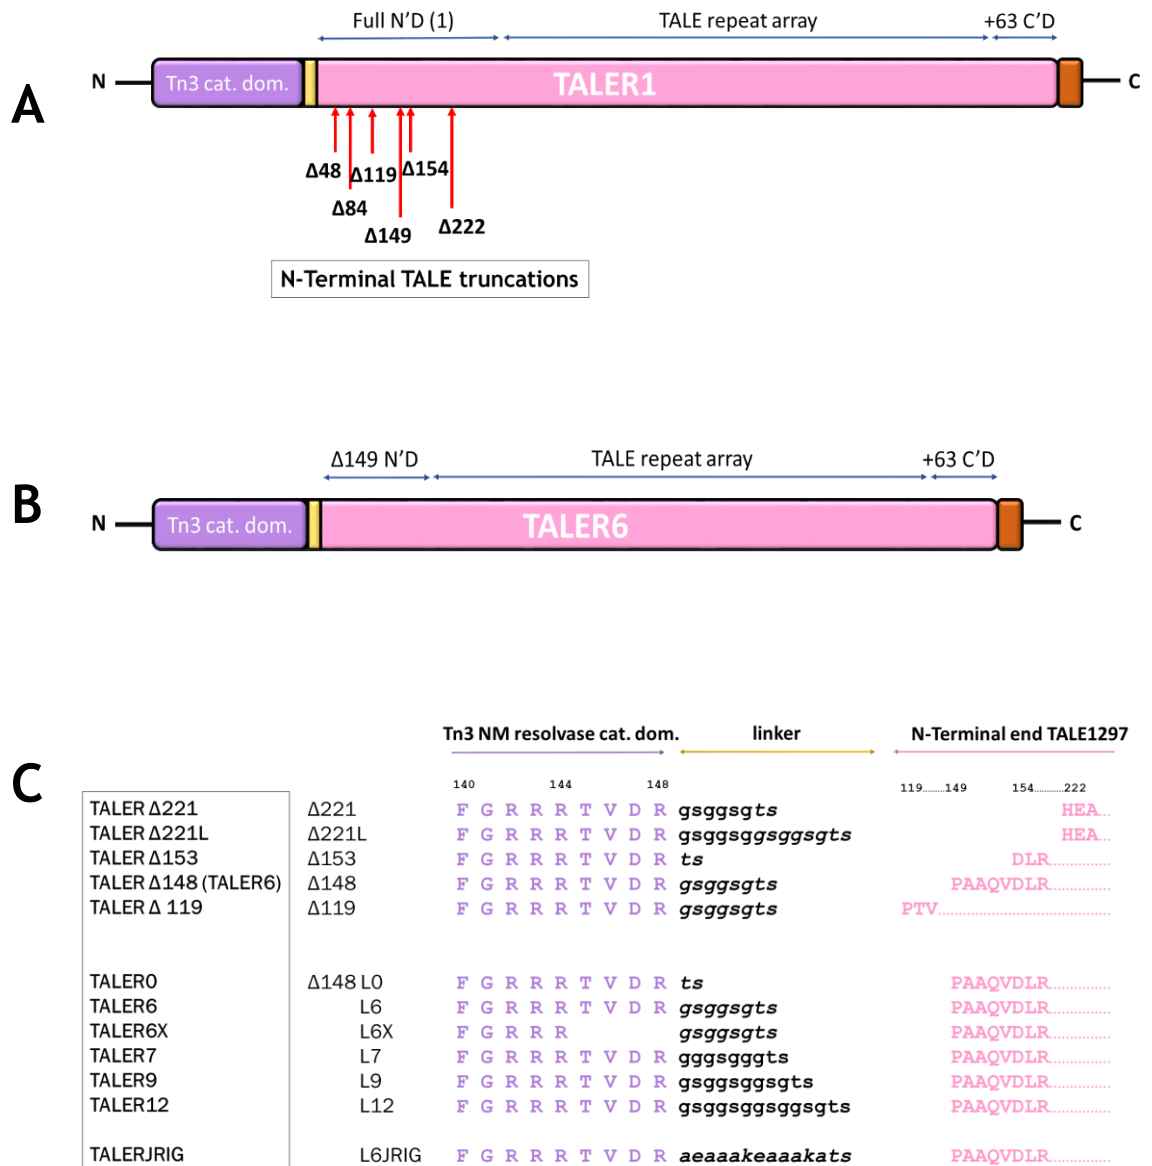 A
Full N’D (1) TALE repeat array +63 C’D
N Tn3 cat. dom. TALER1 C
Δ48 Δ119 Δ154
Δ84
Δ149 Δ222
N-Terminal TALE truncations
B
Δ149 N’D TALE repeat array +63 C’D
N Tn3 cat. dom. TALER6 C
C
Tn3 NM resolvase cat. dom. linker N-Terminal end TALE1297
140 144 148 119........149 154.........222
TALER Δ221 Δ221 F G R R R T V D R gsggsgts HEA...
TALER Δ221L Δ221L F G R R R T V D R gsggsggsggsgts HEA...
TALER Δ153 Δ153 F G R R R T V D R ts DLR...............
TALER Δ148 (TALER6) Δ148 F G R R R T V D R gsggsgts PAAQVDLR...............
TALER Δ 119 Δ119 F G R R R T V D R gsggsgts PTV...........................................
TALER0 Δ148 L0 F G R R R T V D R ts PAAQVDLR...............
TALER6 L6 F G R R R T V D R gsggsgts PAAQVDLR...............
TALER6X L6X F G R R R gsggsgts PAAQVDLR...............
TALER7 L7 F G R R R T V D R gggsgggts PAAQVDLR...............
TALER9 L9 F G R R R T V D R gsggsggsgts PAAQVDLR...............
TALER12 L12 F G R R R T V D R gsggsggsggsgts PAAQVDLR...............
TALERJRIG L6JRIG F G R R R T V D R aeaaakeaaakats PAAQVDLR...............